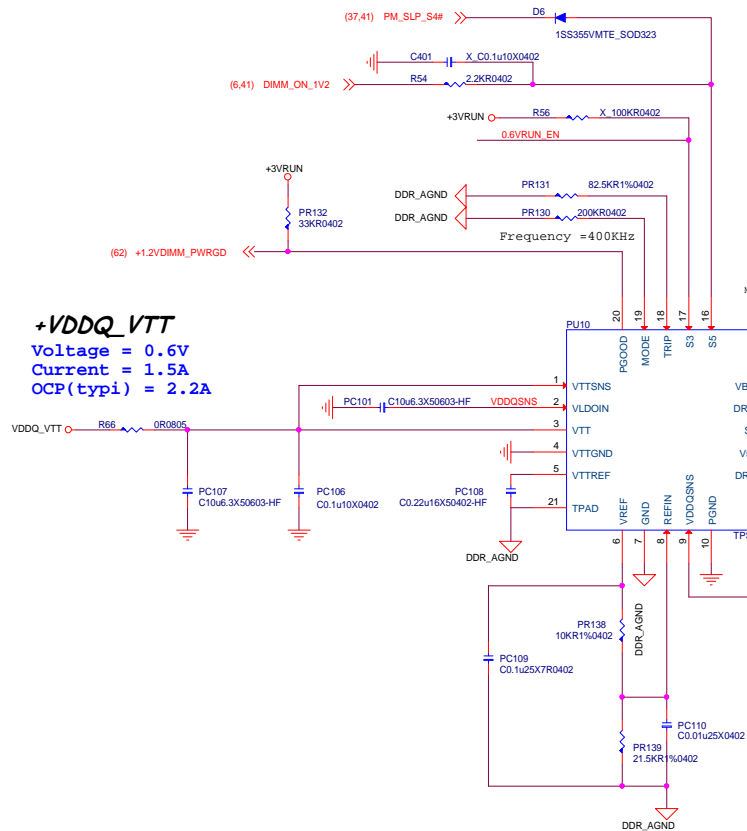 (37,41) PM_SLP_S4#
D6
1SS355VMTE_SOD323
C401
X_C0.1u10X0402
(6,41) DIMM_ON_1V2
R54
2.2KR0402
+3VRUN
R56
X_100KR0402
0.6VRUN_EN
+3VRUN
DDR_AGND
PR131
82.5KR1%0402
DDR_AGND
PR130
200KR0402
PR132
33KR0402
Frequency =400KHz
(62) +1.2VDIMM_PWRGD
20
19
18
17
16
+VDDQ_VTT
PU10
PGOOD
MODE
TRIP
S3
S5
Voltage = 0.6V
Current = 1.5A
OCP(typi) = 2.2A
1
VTTSNS
PC101
C10u6.3X50603-HF
VDDQSNS
2
VLDOIN
VDDQ_VTT
R66
0R0805
3
VTT
4
VTTGND
5
VTTREF
PC107
C10u6.3X50603-HF
PC106
C0.1u10X0402
PC108
C0.22u16X50402-HF
21
TPAD
VREF
GND
REFIN
VDDQSNS
PGND
6
7
8
9
10
DDR_AGND
DDR_AGND
PR138
10KR1%0402
PC109
C0.1u25X7R0402
PR139
21.5KR1%0402
PC110
C0.01u25X0402
DDR_AGND